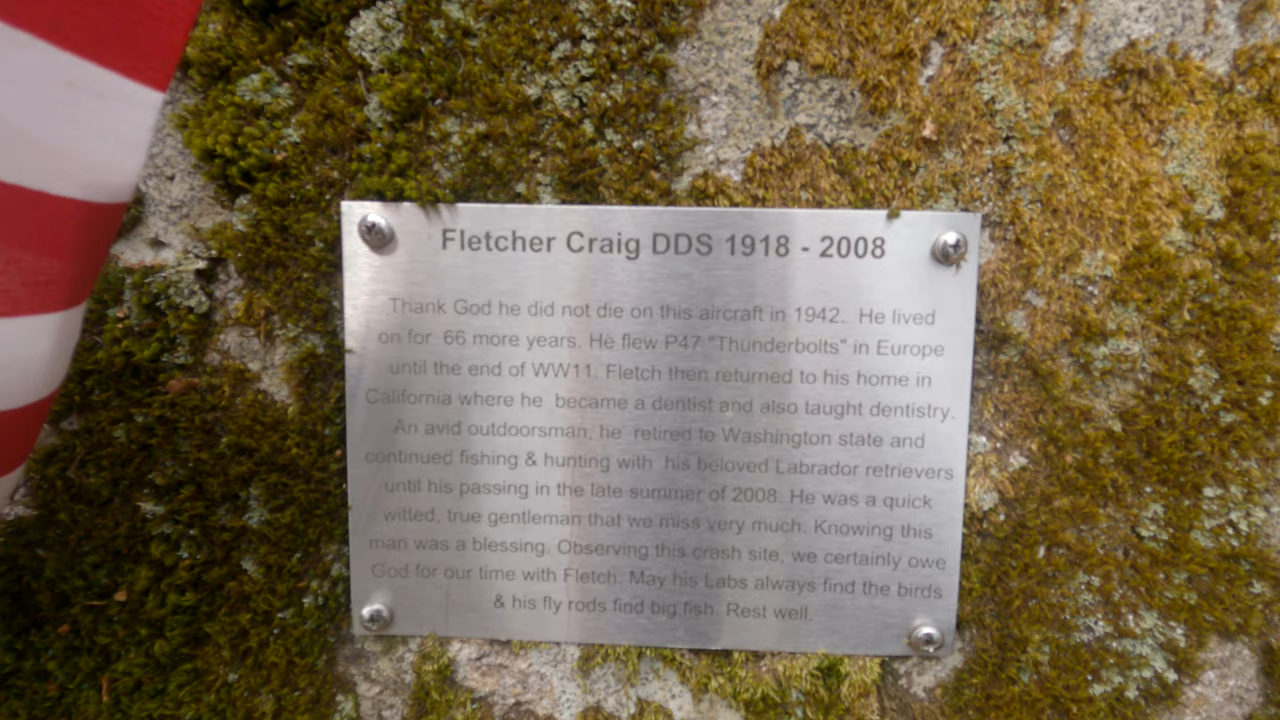 Fletcher Craig DDS 1918 - 2008
Thank God he did not die on this aircraft in 1942. He lived
on for 66 more years. He flew P47 "Thunderbolts" in Europe
until the end of WW11. Fletch then returned to his home in
California where he became a dentist and also taught dentistry.
An avid outdoorsman, he retired to Washington state and
continued fishing & hunting with his beloved Labrador retrievers
until his passing in the late summer of 2008. He was a quick
witted, true gentleman that we miss very much. Knowing this
man was a blessing. Observing this crash site, we certainly owe
God for our time with Fletch. May his Labs always find the birds
& his fly rods find big fish. Rest well.